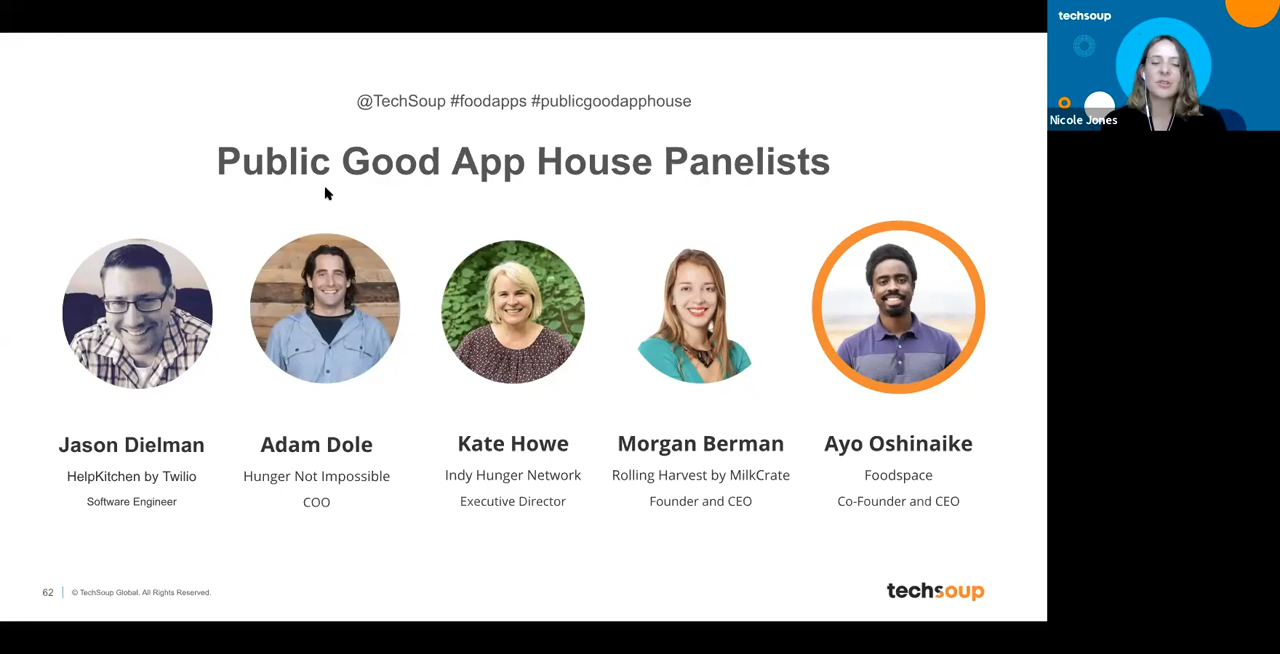 @TechSoup #foodapps #publicgoodapphouse
techsoup
Nicole Jones
Public Good App House Panelists
Jason Dielman
HelpKitchen by Twilio
Software Engineer
Adam Dole
Hunger Not Impossible
COO
Kate Howe
Indy Hunger Network
Executive Director
Morgan Berman
Rolling Harvest by MilkCrate
Founder and CEO
Ayo Oshinaike
Foodspace
Co-Founder and CEO
62
© TechSoup Global. All Rights Reserved.
techsoup